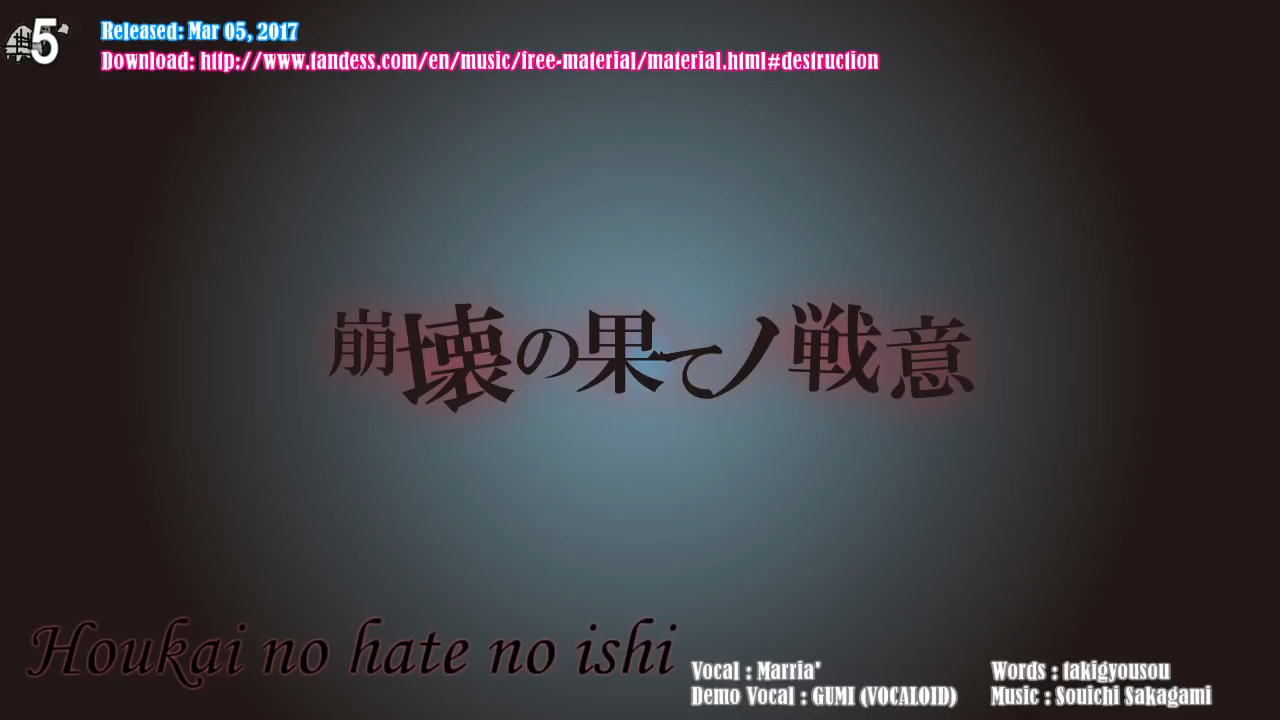 5
Released: Mar 05, 2017
Download: http://www.tandess.com/en/music/free-material/material.html#destruction
崩壊の果てノ戦意
Houkai no hate no ishi
Vocal : Marria'
Words : takigyousou
Demo Vocal : GUMI (VOCALOID)
Music : Souichi Sakagami